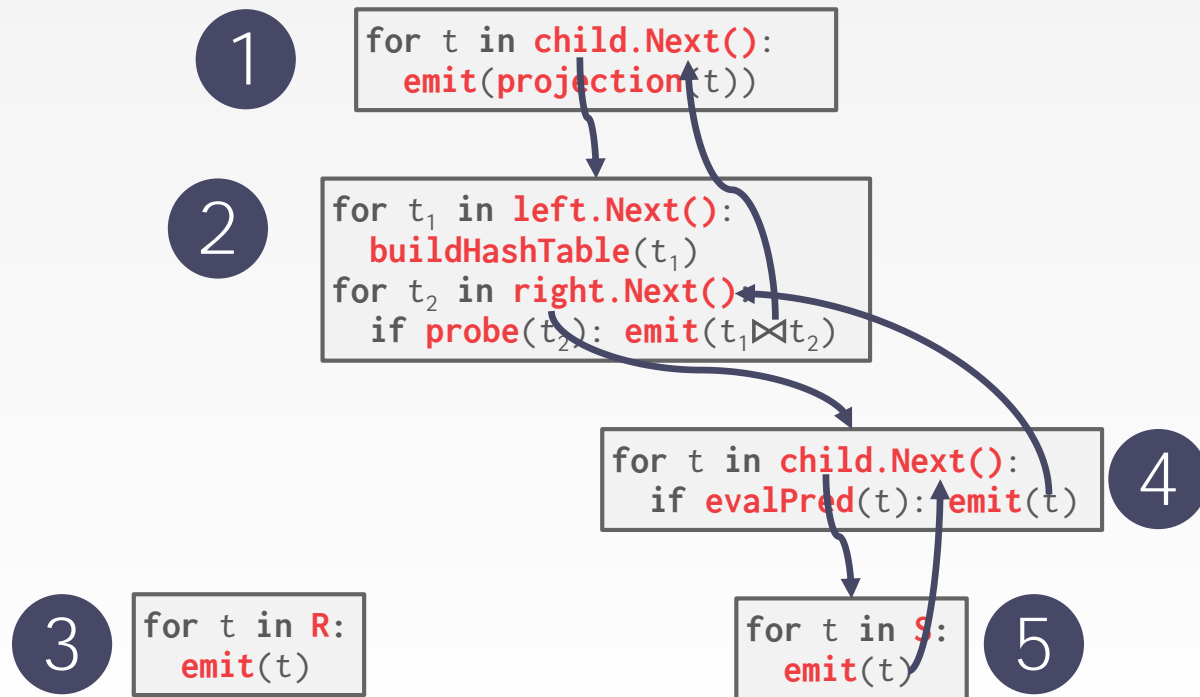 1
for t in child.Next():
emit(projection(t))
2
for t₁ in left.Next():
buildHashTable(t₁)
for t₂ in right.Next():
if probe(t₂): emit(t₁⨝t₂)
for t in child.Next():
if evalPred(t): emit(t)
4
3
for t in R:
emit(t)
for t in S:
emit(t)
5